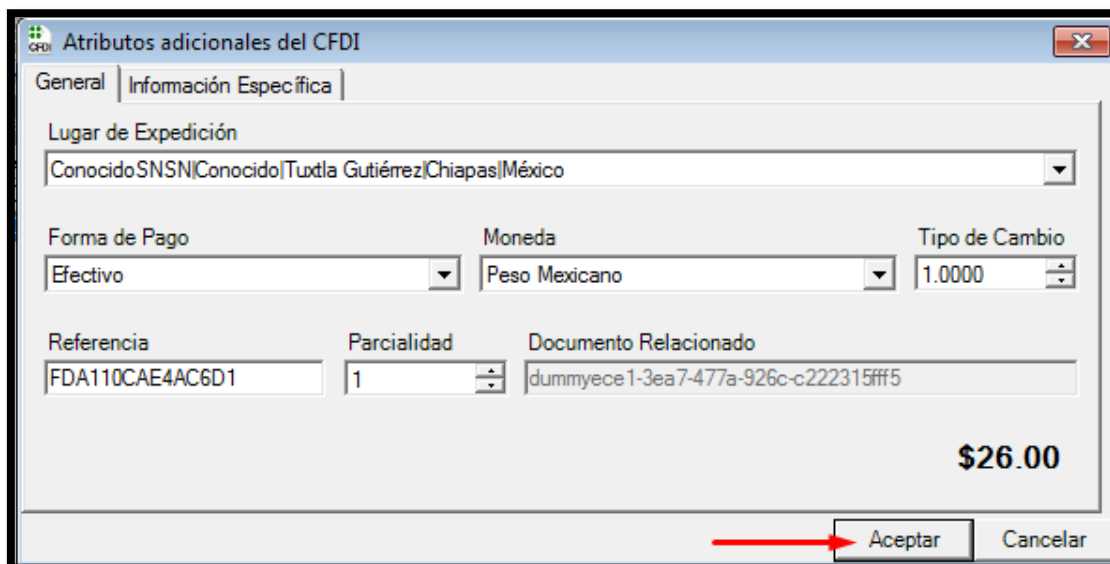 CFDI Atributos adicionales del CFDI
General Información Específica
Lugar de Expedición
ConocidoSNSN|Conocido|Tuxtla Gutiérrez|Chiapas|México
Forma de Pago Moneda Tipo de Cambio
Efectivo Peso Mexicano 1.0000
Referencia Parcialidad Documento Relacionado
FDA110CAE4AC6D1 1 dummyece1-3ea7-477a-926c-c222315fff5
$26.00
Aceptar Cancelar